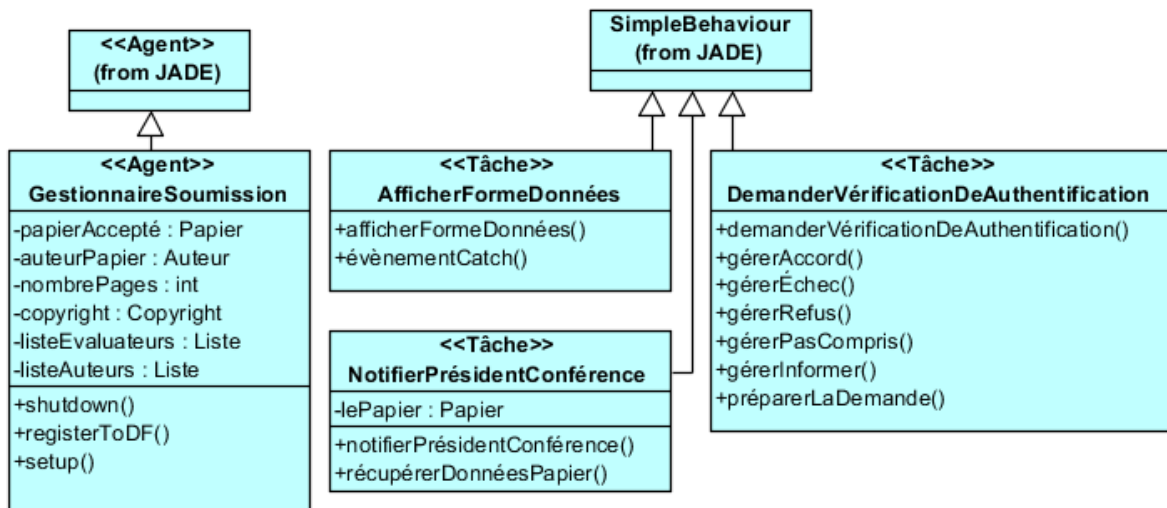 <<Agent>>
(from JADE)
SimpleBehaviour
(from JADE)
<<Agent>>
GestionnaireSoumission
-papierAccepté : Papier
-auteurPapier : Auteur
-nombrePages : int
-copyright : Copyright
-listeEvaluateurs : Liste
-listeAuteurs : Liste
+shutdown()
+registerToDF()
+setup()
<<Tâche>>
AfficherFormeDonnées
+afficherFormeDonnées()
+évènementCatch()
<<Tâche>>
NotifierPrésidentConférence
-lePapier : Papier
+notifierPrésidentConférence()
+récupérerDonnéesPapier()
<<Tâche>>
DemanderVérificationDeAuthentification
+demanderVérificationDeAuthentification()
+gérerAccord()
+gérerÉchec()
+gérerRefus()
+gérerPasCompris()
+gérerInformer()
+préparerLaDemande()